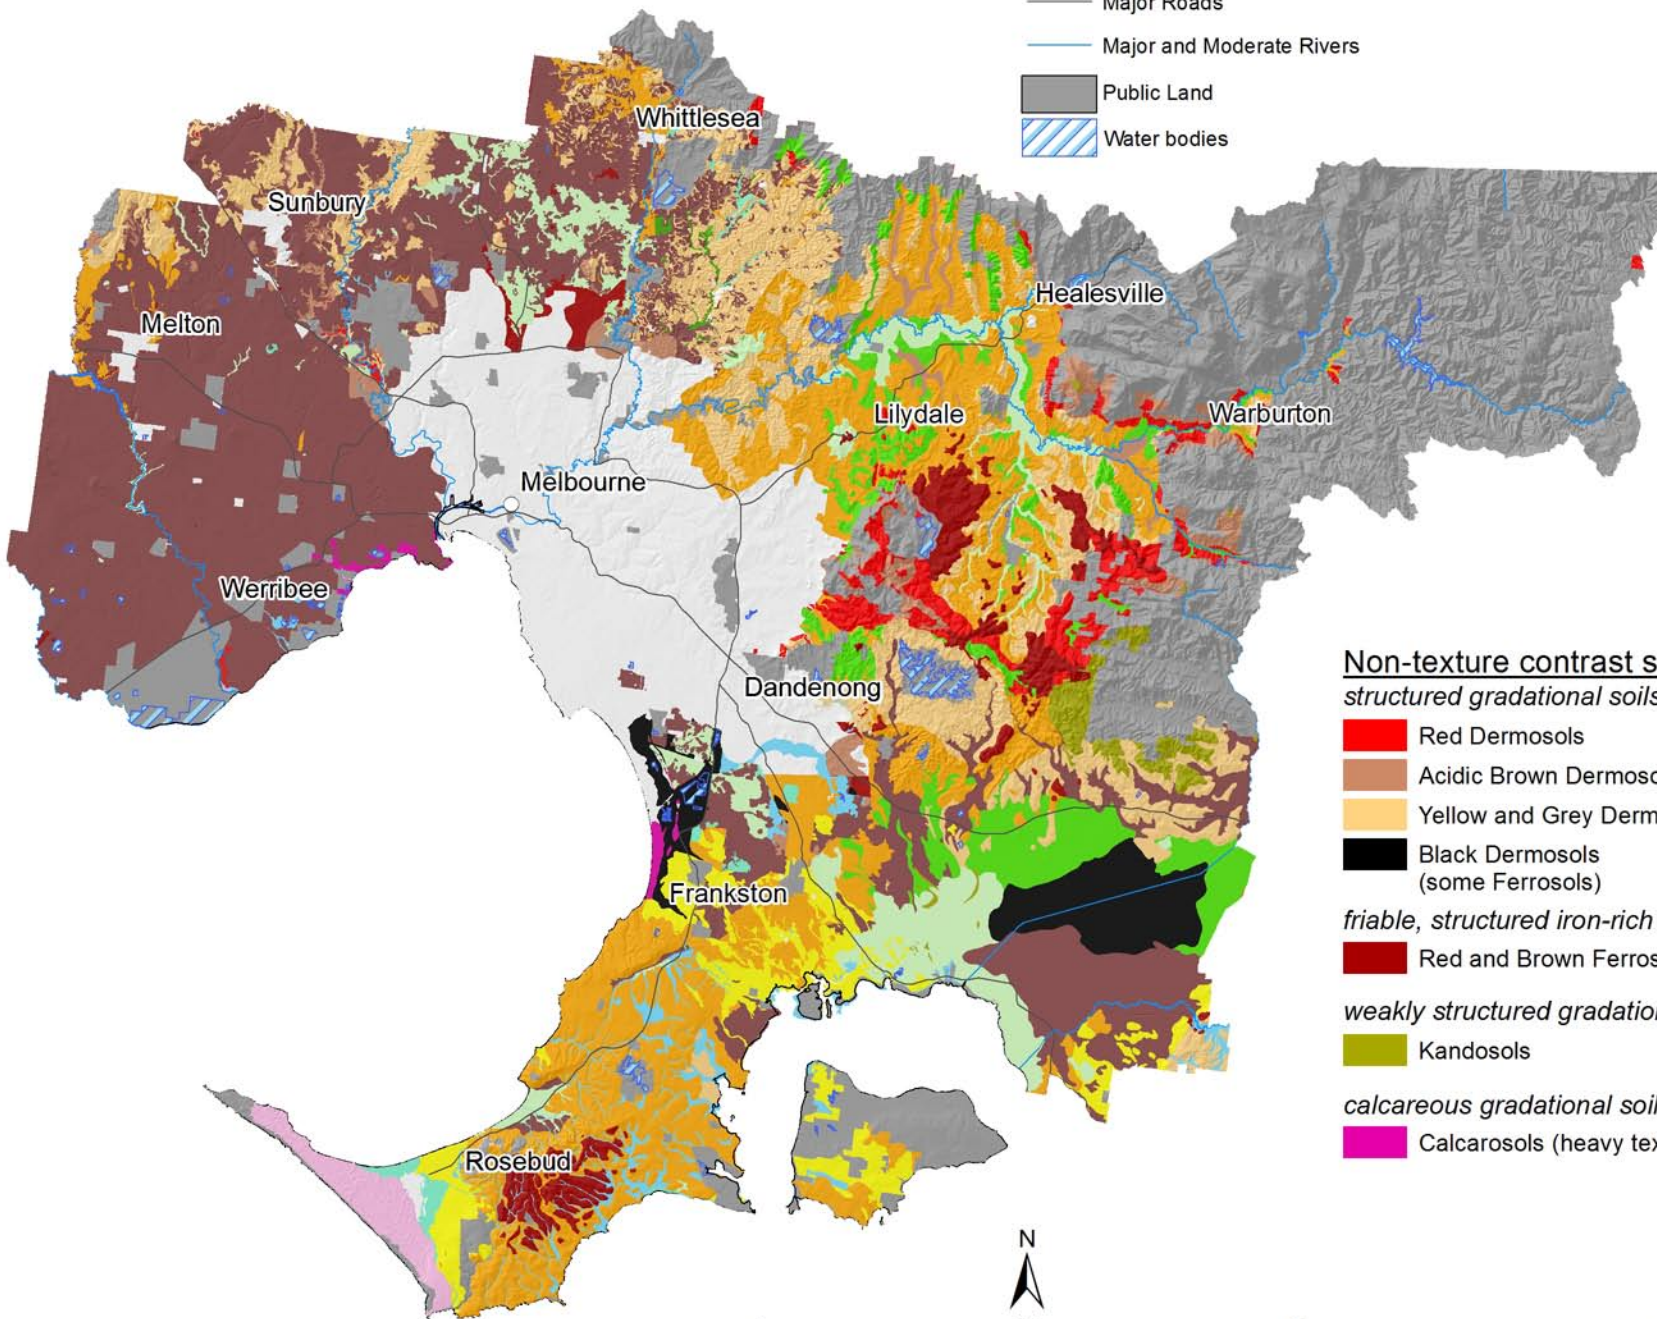 Major Roads
Major and Moderate Rivers
Public Land
Water bodies
Whittlesea
Sunbury
Healesville
Melton
Lilydale
Warburton
Melbourne
Werribee
Dandenong
Frankston
Rosebud
Non-texture contrast s
structured gradational soils
Red Dermosols
Acidic Brown Dermoso
Yellow and Grey Derm
Black Dermosols
(some Ferrosols)
friable, structured iron-rich
Red and Brown Ferros
weakly structured gradation
Kandosols
calcareous gradational soil
Calcarosols (heavy tex
N